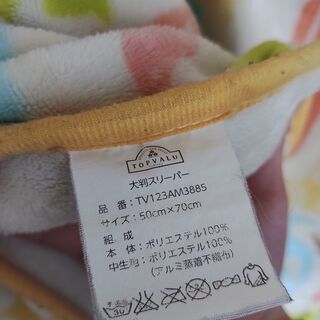 TOPVALU
大判スリーパー
品 番：TV123AM3885
サイズ：50cm×70cm
組 成
本体：ポリエステル100%
中生地：ポリエステル100%
(アルミ蒸着不織布)